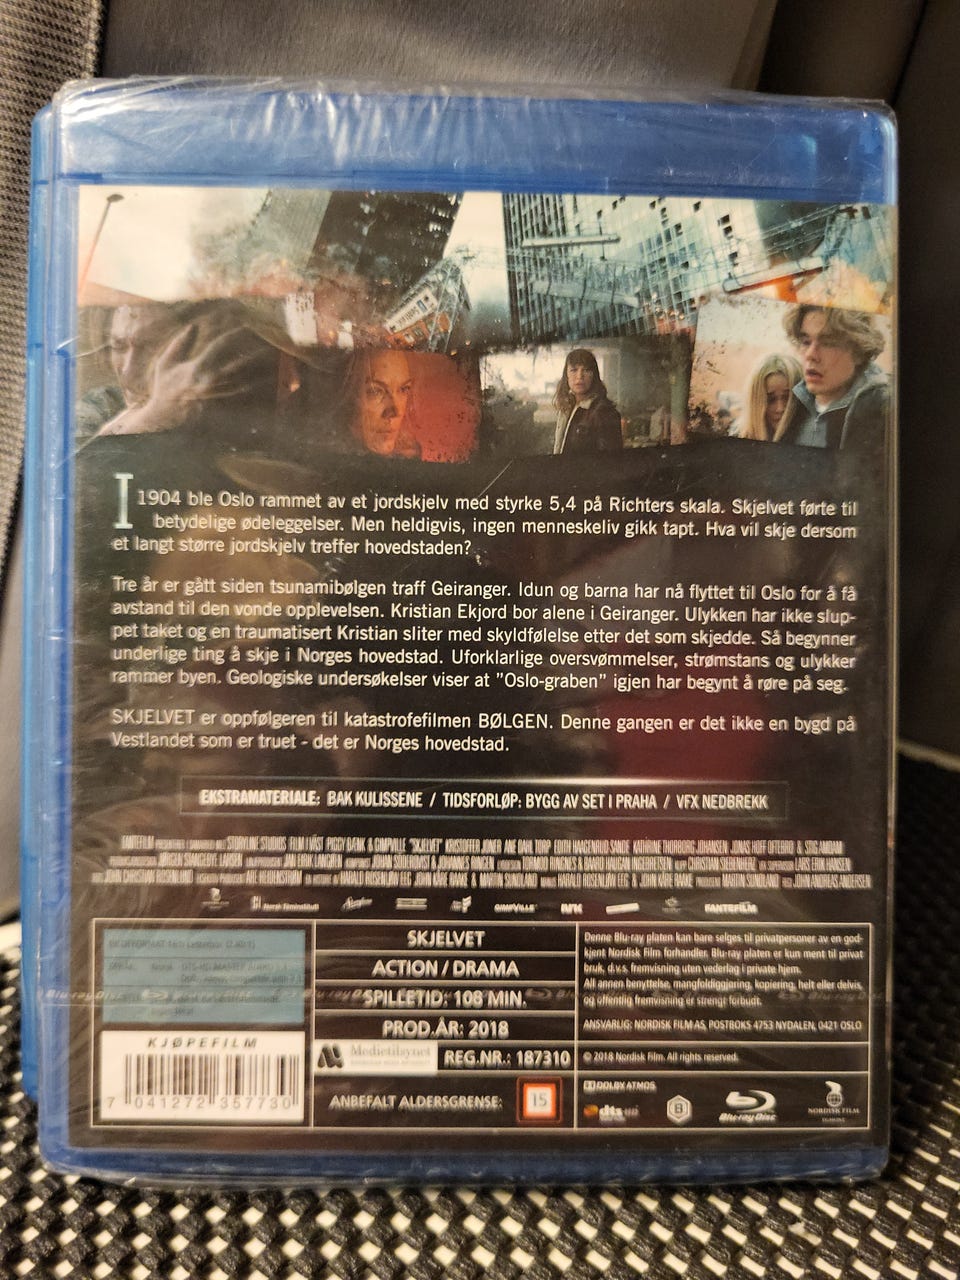 I 1904 ble Oslo rammet av et jordskjelv med styrke 5,4 på Richters skala. Skjelvet førte til
betydelige ødeleggelser. Men heldigvis, ingen menneskeliv gikk tapt. Hva vil skje dersom
et langt større jordskjelv treffer hovedstaden?
Tre år er gått siden tsunamibølgen traff Geiranger. Idun og barna har nå flyttet til Oslo for å få
avstand til den vonde opplevelsen. Kristian Ekjord bor alene i Geiranger. Ulykken har ikke slup-
pet taket og en traumatisert Kristian sliter med skyldfølelse etter det som skjedde. Så begynner
underlige ting å skje i Norges hovedstad. Uforklarlige oversvømmelser, strømstans og ulykker
rammer byen. Geologiske undersøkelser viser at "Oslo-graben" igjen har begynt å røre på seg.
SKJELVET er oppfølgeren til katastrofefilmen BØLGEN. Denne gangen er det ikke en bygd på
Vestlandet som er truet - det er Norges hovedstad.
EKSTRAMATERIALE: BAK KULISSENE / TIDSFORLØP: BYGG AV SET I PRAHA / VFX NEDBREKK
Norsk filminstitutt
CINEVILLE
NRK
FANTEFILM
SKJELVET
ACTION / DRAMA
SPILLETID: 108 MIN.
PROD.ÅR: 2018
Medietilsynet
REG.NR.: 187310
ANBEFALT ALDERSGRENSE: 15
KJØPEFILM
7 041272 357730
Denne Blu-ray platen kan bare selges til privatpersoner av en god-
kjent Nordisk film forhandler. Blu-ray platen er kun ment til privat
bruk, d.v.s. fremvisning uten vederlag i private hjem.
All annen benyttelse, mangfoldiggjøring, kopiering, helt eller delvis,
og offentlig fremvisning er strengt forbudt.
ANSVARLIG: NORDISK FILM AS, POSTBOKS 4753 NYDALEN, 0421 OSLO
© 2018 Nordisk Film. All rights reserved.
DOLBY ATMOS
dts-HD
B
Blu-ray Disc
NORDISK FILM
EGMONT